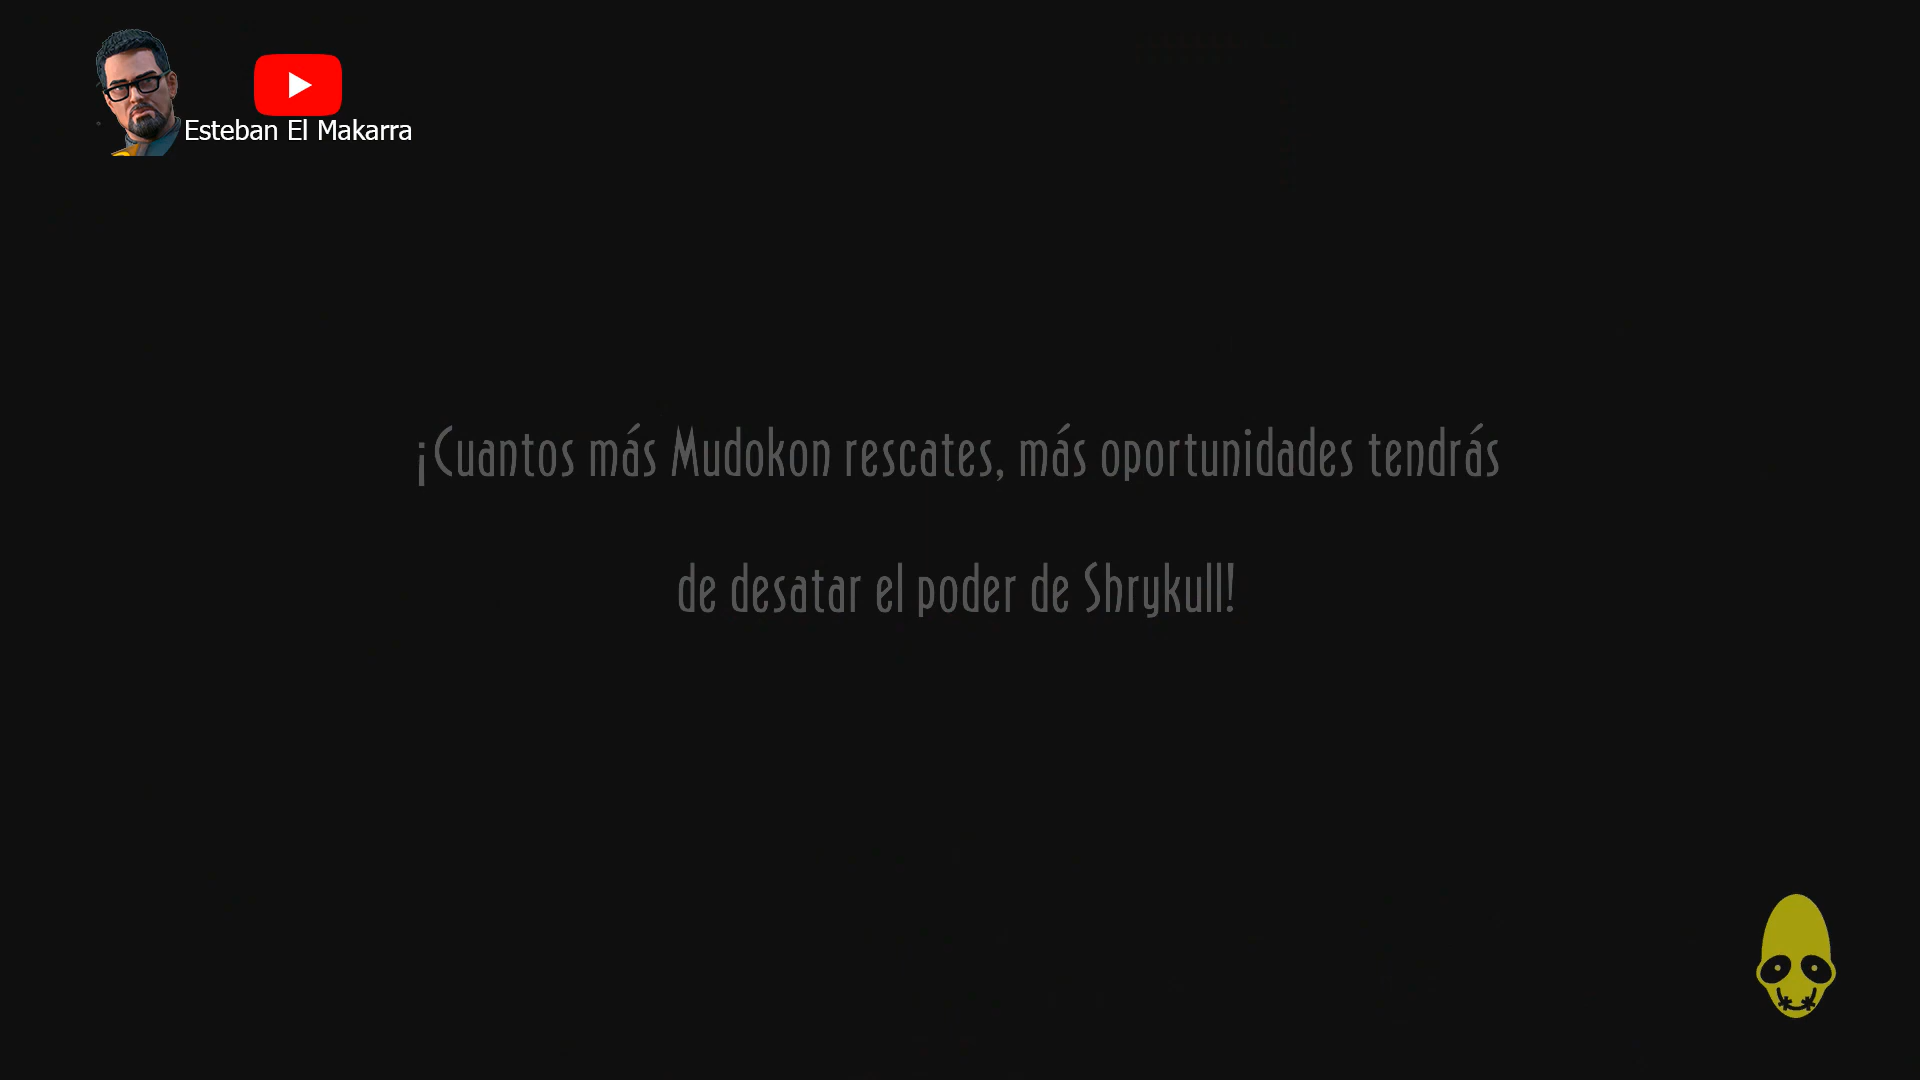 Esteban El Makarra
¡Cuantos más Mudokon rescates, más oportunidades tendrás
de desatar el poder de Shrykull!